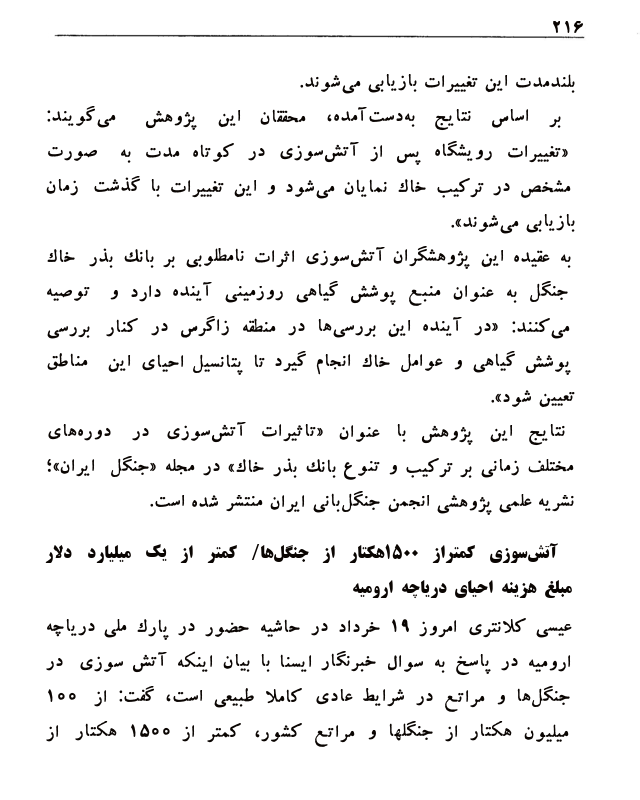 ۲۱۶
بلندمدت این تغییرات بازیابی می‌شوند.
بر اساس نتایج به‌دست‌آمده، محققان این پژوهش می‌گویند:
«تغییرات رویشگاه پس از آتش‌سوزی در کوتاه مدت به صورت
مشخص در ترکیب خاك نمایان می‌شود و این تغییرات با گذشت زمان
بازیابی می‌شوند».
به عقیده این پژوهشگران آتش‌سوزی اثرات نامطلوبی بر بانك بذر خاك
جنگل به عنوان منبع پوشش گیاهی روزمینی آینده دارد و توصیه
می‌کنند: «در آینده این بررسی‌ها در منطقه زاگرس در کنار بررسی
پوشش گیاهی و عوامل خاك انجام گیرد تا پتانسیل احیای این مناطق
تعیین شود».
نتایج این پژوهش با عنوان «تاثیرات آتش‌سوزی در دوره‌های
مختلف زمانی بر ترکیب و تنوع بانك بذر خاك» در مجله «جنگل ایران»؛
نشریه علمی پژوهشی انجمن جنگل‌بانی ایران منتشر شده است.
آتش‌سوزی کمتراز ۱۵۰۰هکتار از جنگل‌ها/ کمتر از یک میلیارد دلار
مبلغ هزینه احیای دریاچه ارومیه
عیسی کلانتری امروز ۱۹ خرداد در حاشیه حضور در پارك ملی دریاچه
ارومیه در پاسخ به سوال خبرنگار ایسنا با بیان اینکه آتش سوزی در
جنگل‌ها و مراتع در شرایط عادی کاملا طبیعی است، گفت: از ۱۰۰
میلیون هکتار از جنگلها و مراتع کشور، کمتر از ۱۵۰۰ هکتار از